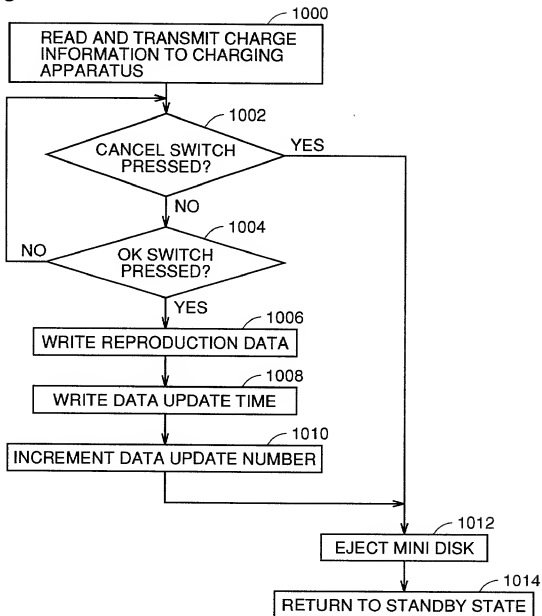 1000
READ AND TRANSMIT CHARGE
INFORMATION TO CHARGING
APPARATUS
1002
CANCEL SWITCH
PRESSED?
YES
NO
1004
NO
OK SWITCH
PRESSED?
YES
1006
WRITE REPRODUCTION DATA
1008
WRITE DATA UPDATE TIME
1010
INCREMENT DATA UPDATE NUMBER
1012
EJECT MINI DISK
1014
RETURN TO STANDBY STATE